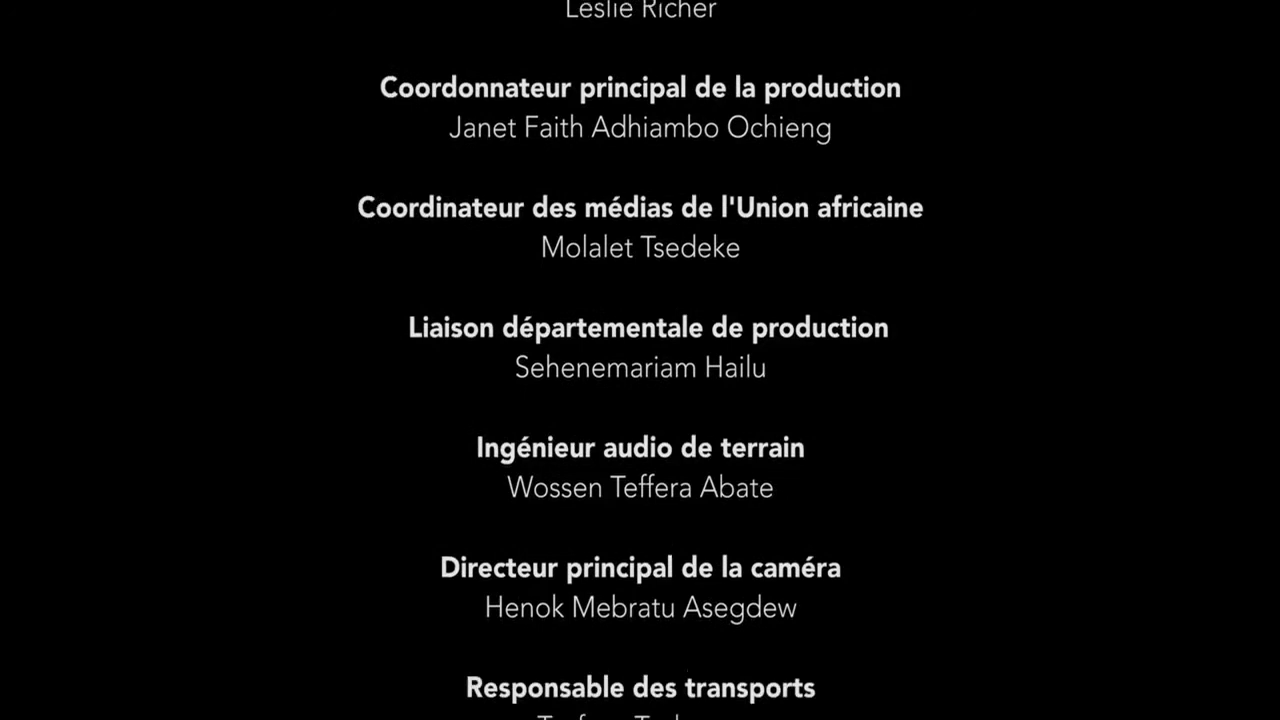 Leslie Richer
Coordonnateur principal de la production
Janet Faith Adhiambo Ochieng
Coordinateur des médias de l'Union africaine
Molalet Tsedeke
Liaison départementale de production
Sehenemariam Hailu
Ingénieur audio de terrain
Wossen Teffera Abate
Directeur principal de la caméra
Henok Mebratu Asegdew
Responsable des transports